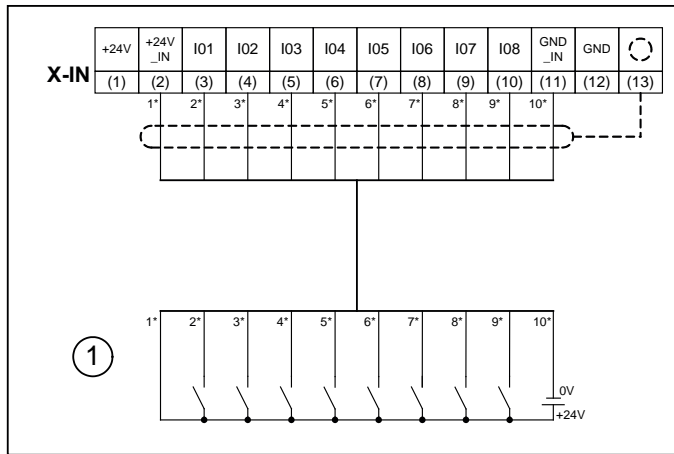 +24V +24V _IN I01 I02 I03 I04 I05 I06 I07 I08 GND _IN GND
X-IN (1) (2) (3) (4) (5) (6) (7) (8) (9) (10) (11) (12) (13)
1* 2* 3* 4* 5* 6* 7* 8* 9* 10*
1* 2* 3* 4* 5* 6* 7* 8* 9* 10*
1
0V
+24V